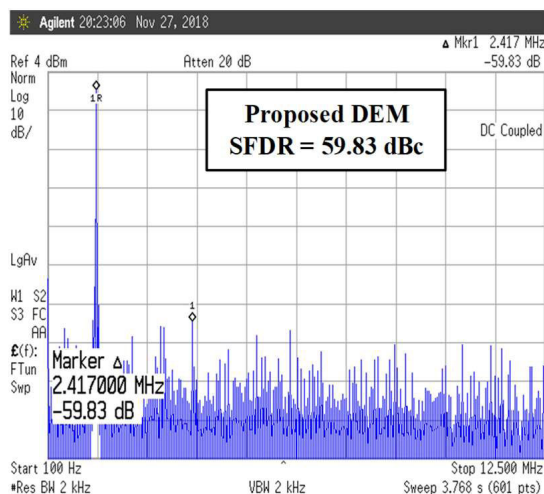 Agilent 20:23:06 Nov 27, 2018
Δ Mkr1 2.417 MHz
Ref 4 dBm Atten 20 dB -59.83 dB
Norm
Log
10
dB/
1R
Proposed DEM
SFDR = 59.83 dBc
DC Coupled
LgAv
W1 S2
S3 FC
AA
£(f):
FTun
Swp
1
Marker Δ
2.417000 MHz
-59.83 dB
Start 100 Hz Stop 12.500 MHz
#Res BW 2 kHz VBW 2 kHz Sweep 3.768 s (601 pts)